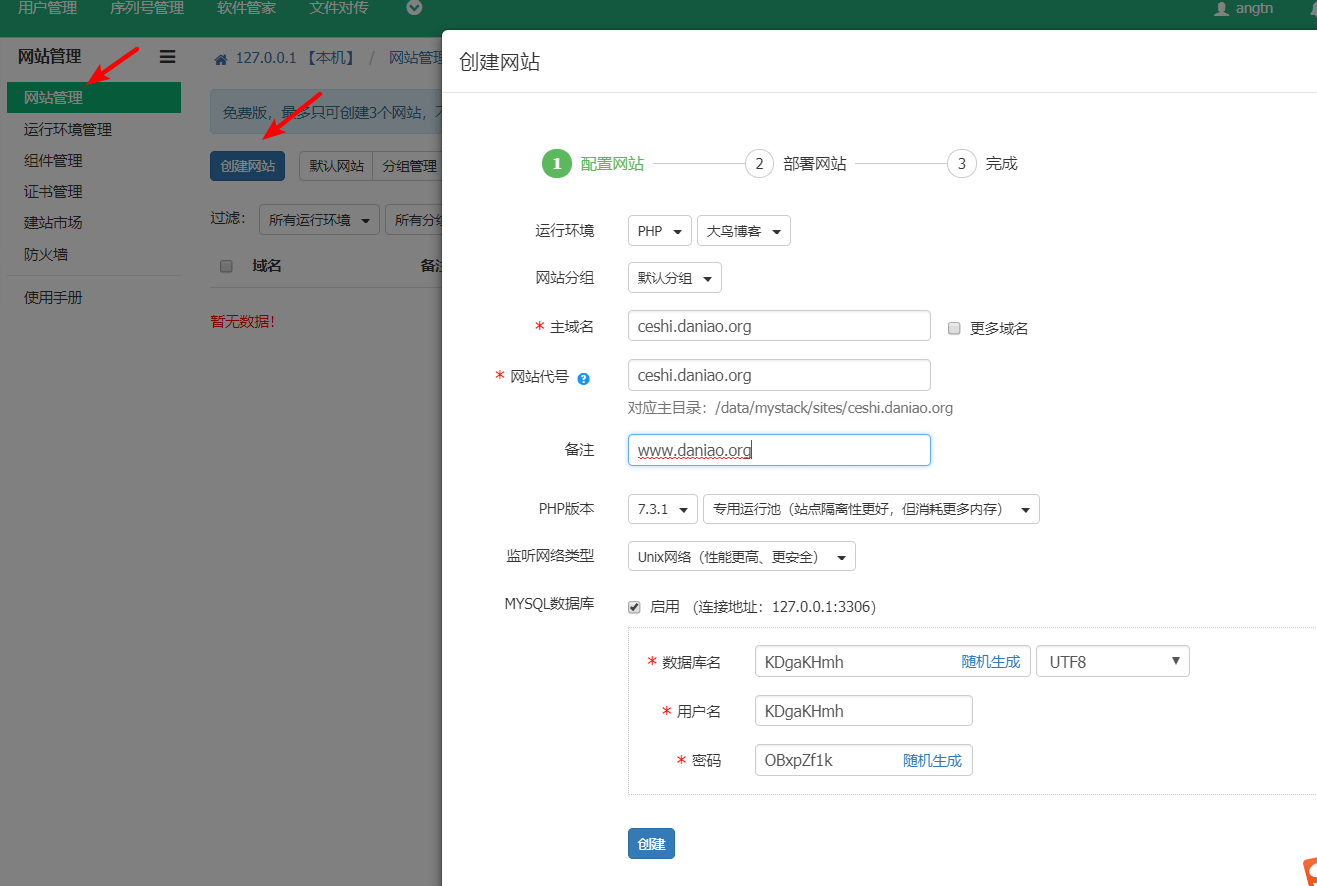 用户管理 序列号管理 软件管家 文件对传 angtn
网站管理
网站管理
运行环境管理
组件管理
证书管理
建站市场
防火墙
使用手册
127.0.0.1 【本机】 / 网站管理
免费版，最多只可创建3个网站，
创建网站 默认网站 分组管理
过滤： 所有运行环境 所有分
域名 备注
暂无数据！
创建网站
1 配置网站 2 部署网站 3 完成
运行环境 PHP 大鸟博客
网站分组 默认分组
* 主域名 ceshi.daniao.org 更多域名
* 网站代号 ? ceshi.daniao.org
对应主目录：/data/mystack/sites/ceshi.daniao.org
备注 www.daniao.org
PHP版本 7.3.1 专用运行池（站点隔离性更好，但消耗更多内存）
监听网络类型 Unix网络（性能更高、更安全）
MYSQL数据库 启用 （连接地址：127.0.0.1:3306）
* 数据库名 KDgaKHmh 随机生成 UTF8
* 用户名 KDgaKHmh
* 密码 OBxpZf1k 随机生成
创建